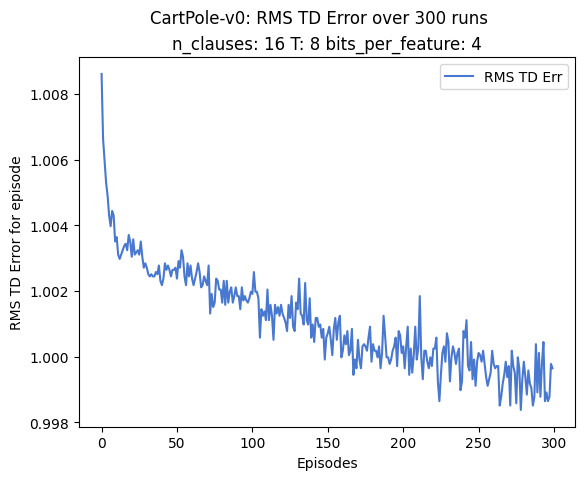 CartPole-v0: RMS TD Error over 300 runs
n_clauses: 16 T: 8 bits_per_feature: 4
RMS TD Err
RMS TD Error for episode
1.008
1.006
1.004
1.002
1.000
0.998
0
50
100
150
200
250
300
Episodes